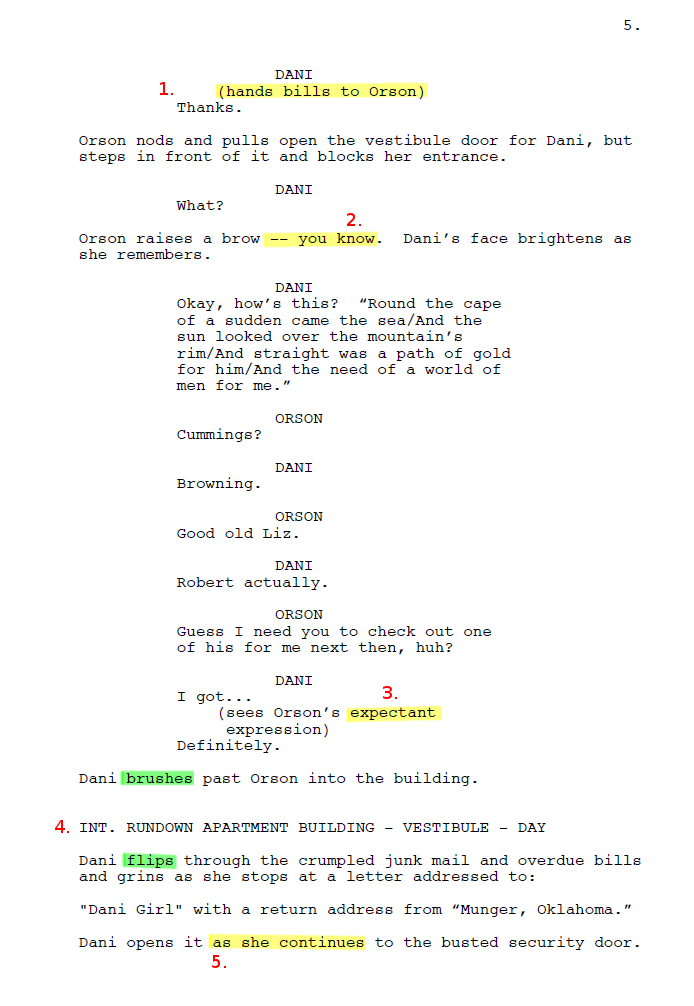 5.
DANI
1. (hands bills to Orson)
Thanks.
Orson nods and pulls open the vestibule door for Dani, but
steps in front of it and blocks her entrance.
DANI
What?
2.
Orson raises a brow -- you know.  Dani’s face brightens as
she remembers.
DANI
Okay, how’s this?  “Round the cape
of a sudden came the sea/And the
sun looked over the mountain’s
rim/And straight was a path of gold
for him/And the need of a world of
men for me.”
ORSON
Cummings?
DANI
Browning.
ORSON
Good old Liz.
DANI
Robert actually.
ORSON
Guess I need you to check out one
of his for me next then, huh?
DANI
I got...
3.
(sees Orson’s expectant
expression)
Definitely.
Dani brushes past Orson into the building.
4. INT. RUNDOWN APARTMENT BUILDING – VESTIBULE – DAY
Dani flips through the crumpled junk mail and overdue bills
and grins as she stops at a letter addressed to:
"Dani Girl" with a return address from “Munger, Oklahoma.”
Dani opens it as she continues to the busted security door.
5.